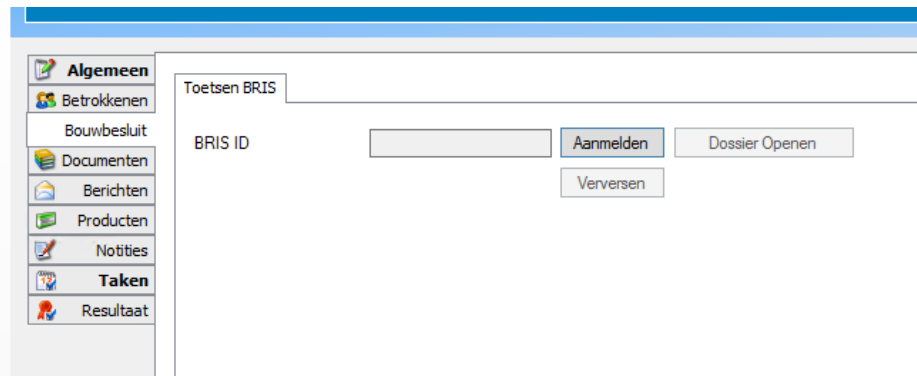 Algemeen
Betrokkenen
Bouwbesluit
Documenten
Berichten
Producten
Notities
Taken
Resultaat
Toetsen BRIS
BRIS ID
Aanmelden
Dossier Openen
Verversen